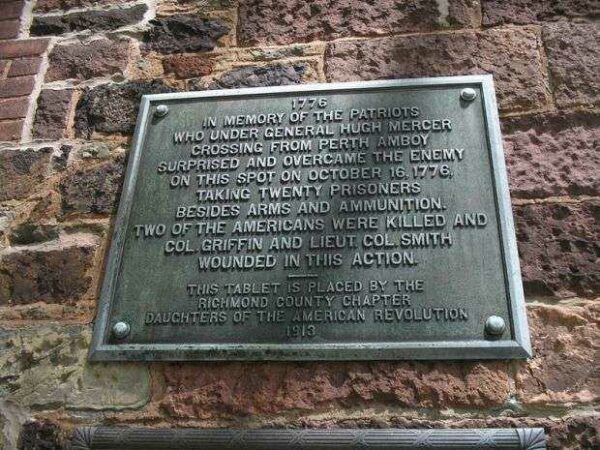 1776
IN MEMORY OF THE PATRIOTS
WHO UNDER GENERAL HUGH MERCER
CROSSING FROM PERTH AMBOY
SURPRISED AND OVERCAME THE ENEMY
ON THIS SPOT ON OCTOBER 16, 1776,
TAKING TWENTY PRISONERS
BESIDES ARMS AND AMMUNITION.
TWO OF THE AMERICANS WERE KILLED AND
COL. GRIFFIN AND LIEUT. COL. SMITH
WOUNDED IN THIS ACTION.
THIS TABLET IS PLACED BY THE
RICHMOND COUNTY CHAPTER
DAUGHTERS OF THE AMERICAN REVOLUTION
1913